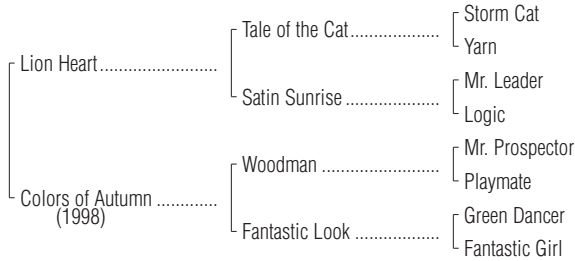 Storm Cat
Tale of the Cat
Yarn
Lion Heart
Mr. Leader
Satin Sunrise
Logic
Mr. Prospector
Woodman
Playmate
Colors of Autumn
(1998)
Green Dancer
Fantastic Look
Fantastic Girl